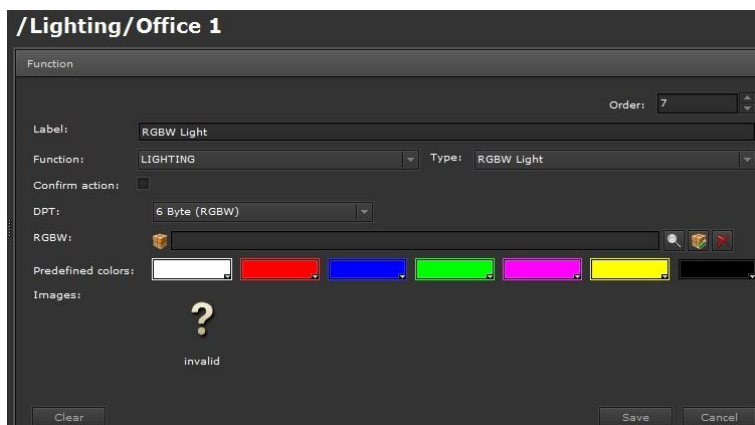 /Lighting/Office 1
Function
Order: 7
Label: RGBW Light
Function: LIGHTING Type: RGBW Light
Confirm action:
DPT: 6 Byte (RGBW)
RGBW:
Predefined colors:
Images:
?
invalid
Clear Save Cancel